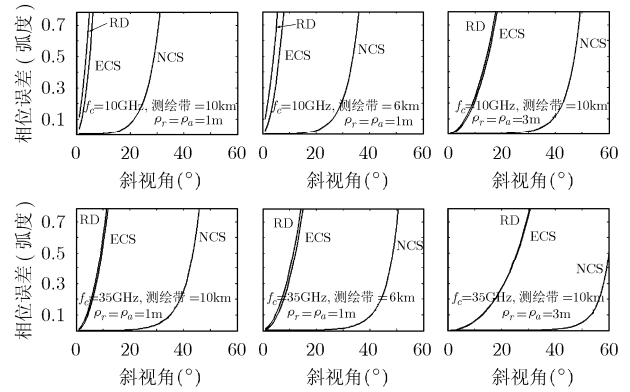 相位误差(弧度)
0.7
0.5
0.3
0.1
RD
ECS
NCS
f_c=10GHz, 测绘带=10km
ρ_r=ρ_a=1m
0 20 40 60
斜视角(°)
RD
ECS
NCS
f_c=10GHz, 测绘带=6km
ρ_r=ρ_a=1m
0 20 40 60
斜视角(°)
RD
ECS
NCS
f_c=10GHz, 测绘带=10km
ρ_r=ρ_a=3m
0 20 40 60
斜视角(°)
相位误差(弧度)
0.7
0.5
0.3
0.1
RD
ECS
NCS
f_c=35GHz, 测绘带=10km
ρ_r=ρ_a=1m
0 20 40 60
斜视角(°)
RD
ECS
NCS
f_c=35GHz, 测绘带=6km
ρ_r=ρ_a=1m
0 20 40 60
斜视角(°)
RD
ECS
NCS
f_c=35GHz, 测绘带=10km
ρ_r=ρ_a=3m
0 20 40 60
斜视角(°)